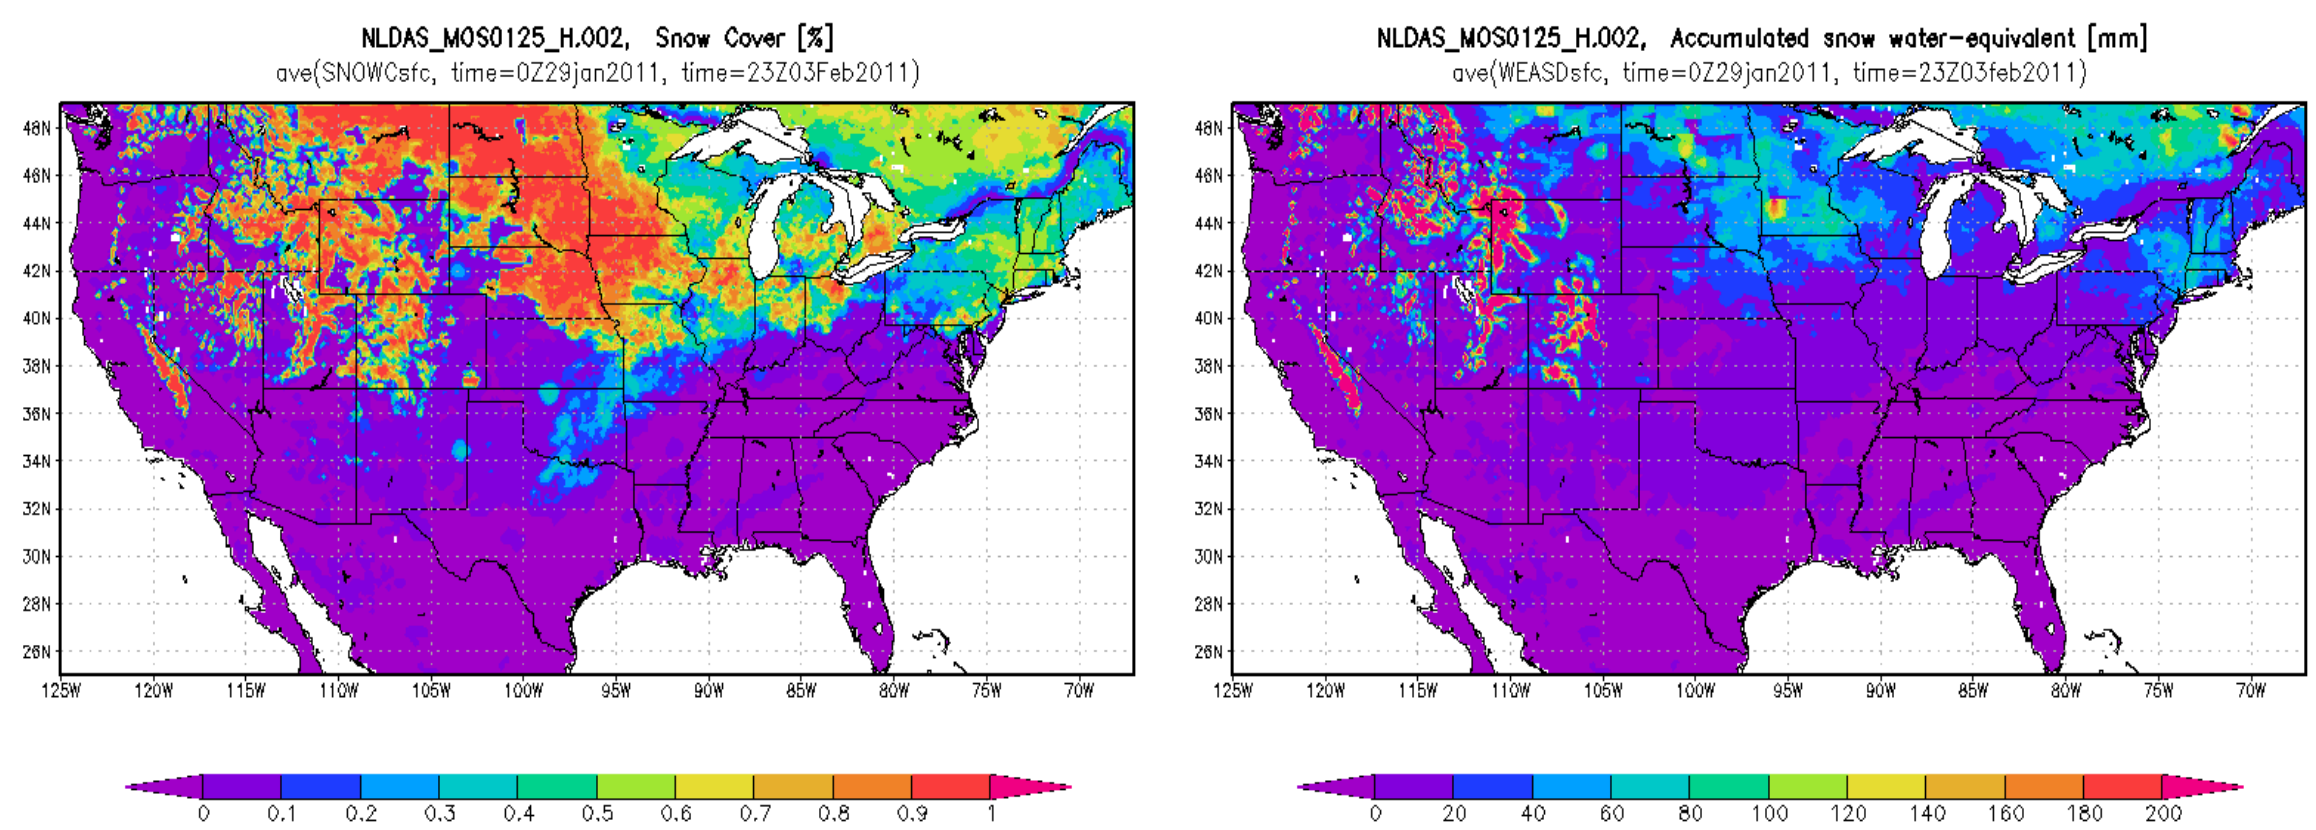 NLDAS_MOS0125_H.002, Snow Cover [%]
ave(SNOWCsfc, time=0Z29jan2011, time=23Z03Feb2011)
48N
46N
44N
42N
40N
38N
36N
34N
32N
30N
28N
26N
125W 120W 115W 110W 105W 100W 95W 90W 85W 80W 75W 70W
0 0.1 0.2 0.3 0.4 0.5 0.6 0.7 0.8 0.9 1
NLDAS_MOS0125_H.002, Accumulated snow water-equivalent [mm]
ave(WEASDsfc, time=0Z29jan2011, time=23Z03feb2011)
48N
46N
44N
42N
40N
38N
36N
34N
32N
30N
28N
26N
125W 120W 115W 110W 105W 100W 95W 90W 85W 80W 75W 70W
0 20 40 60 80 100 120 140 160 180 200